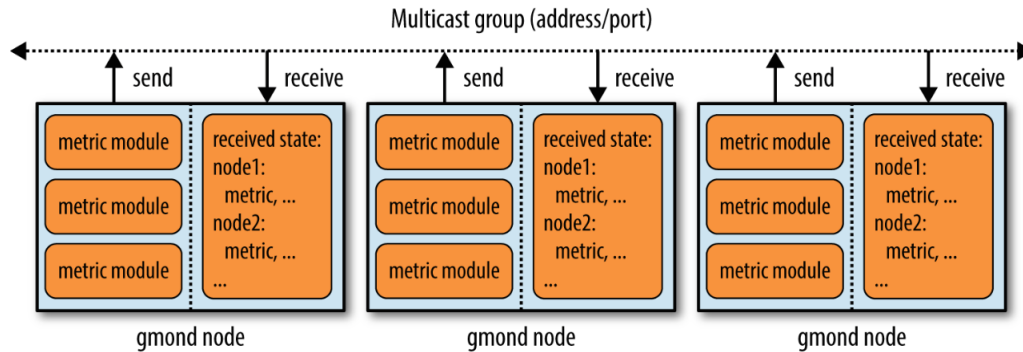 Multicast group (address/port)
send
receive
send
receive
send
receive
metric module
metric module
metric module
received state:
node1:
metric, ...
node2:
metric, ...
...
metric module
metric module
metric module
received state:
node1:
metric, ...
node2:
metric, ...
...
metric module
metric module
metric module
received state:
node1:
metric, ...
node2:
metric, ...
...
gmond node
gmond node
gmond node